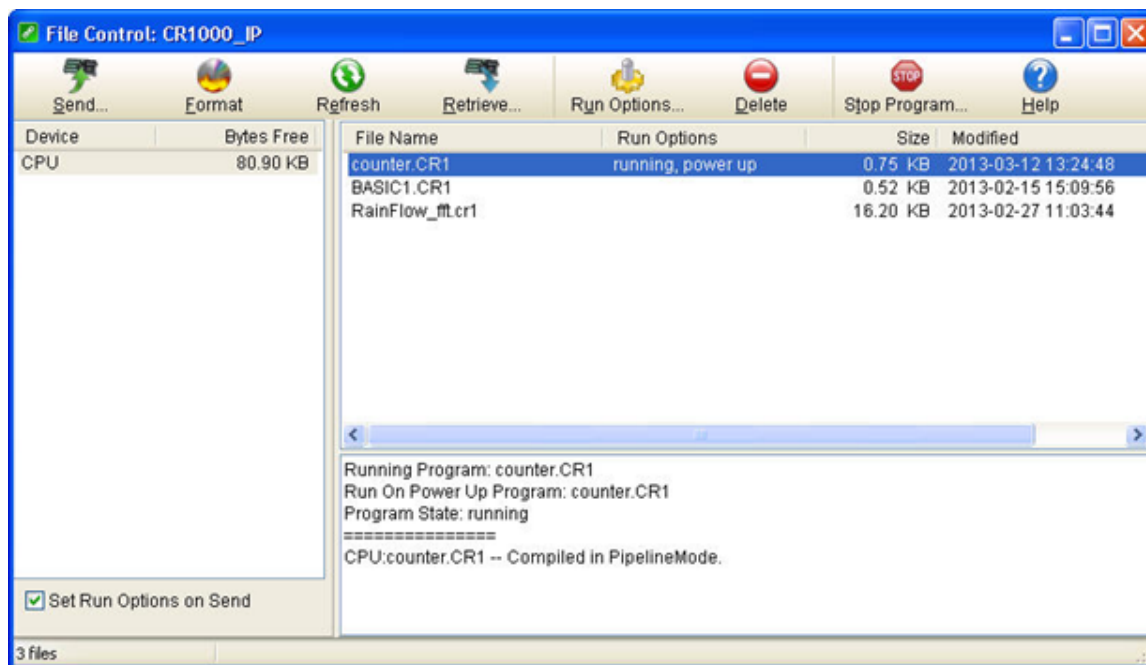 File Control: CR1000_IP
Send... Format Refresh Retrieve... Run Options... Delete STOP Stop Program... ? Help
Device Bytes Free File Name Run Options Size Modified
CPU 80.90 KB counter.CR1 running, power up 0.75 KB 2013-03-12 13:24:48
BASIC1.CR1 0.52 KB 2013-02-15 15:09:56
RainFlow_fft.cr1 16.20 KB 2013-02-27 11:03:44
Running Program: counter.CR1
Run On Power Up Program: counter.CR1
Program State: running
===============
CPU:counter.CR1 -- Compiled in PipelineMode.
Set Run Options on Send
3 files